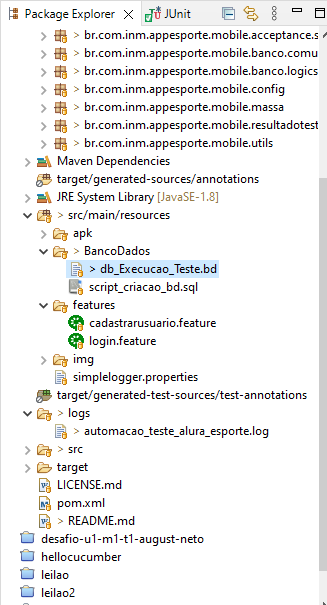 Package Explorer JUnit
> br.com.inm.appesporte.mobile.acceptance.s
> br.com.inm.appesporte.mobile.banco.comu
> br.com.inm.appesporte.mobile.banco.logics
> br.com.inm.appesporte.mobile.config
> br.com.inm.appesporte.mobile.massa
> br.com.inm.appesporte.mobile.resultadotest
> br.com.inm.appesporte.mobile.utils
Maven Dependencies
target/generated-sources/annotations
JRE System Library [JavaSE-1.8]
> src/main/resources
apk
> BancoDados
> db_Execucao_Teste.bd
script_criacao_bd.sql
features
cadastrarusuario.feature
login.feature
img
simplelogger.properties
target/generated-test-sources/test-annotations
> logs
> automacao_teste_alura_esporte.log
> src
target
LICENSE.md
pom.xml
> README.md
desafio-u1-m1-t1-august-neto
hellocucumber
leilao
leilao2